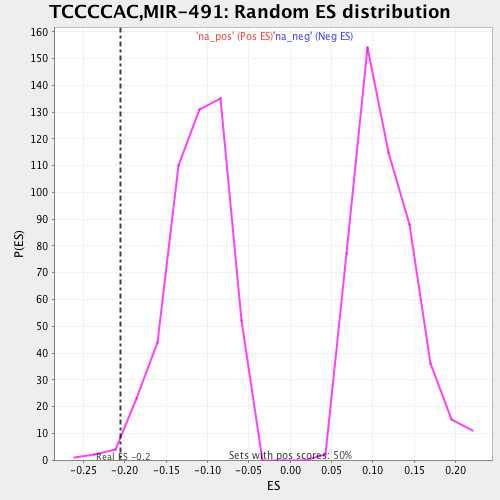 TCCCCAC,MIR-491: Random ES distribution
'na_pos' (Pos ES)'na_neg' (Neg ES)
160
150
140
130
120
110
100
90
80
70
60
50
40
30
20
10
0
P(ES)
Real ES -0.2
Sets with pos scores: 50%
-0.25 -0.20 -0.15 -0.10 -0.05 0.00 0.05 0.10 0.15 0.20
ES